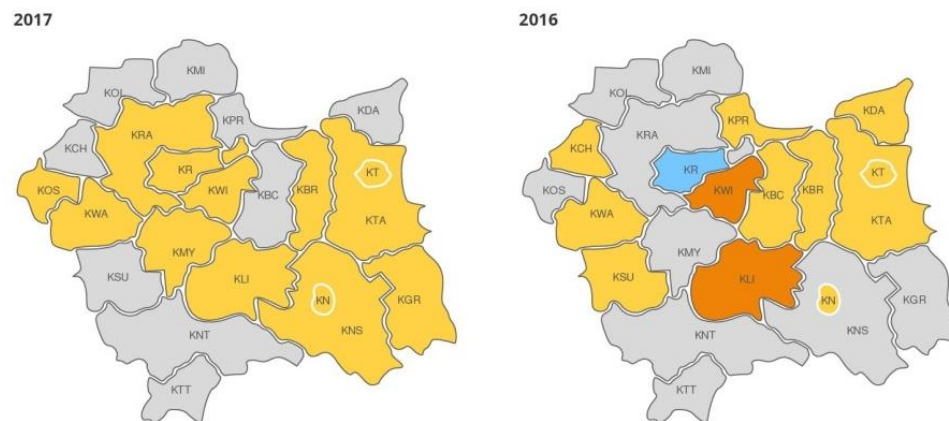 2017
2016
KMI
KOL
KDA
KPR
KRA
KCH
KR
KT
KOS
KWI
KBC
KBR
KWA
KTA
KMY
KSU
KLI
KN
KGR
KNT
KNS
KTT
KMI
KOL
KDA
KPR
KRA
KCH
KR
KT
KOS
KWI
KBC
KBR
KWA
KTA
KMY
KSU
KLI
KN
KGR
KNT
KNS
KTT